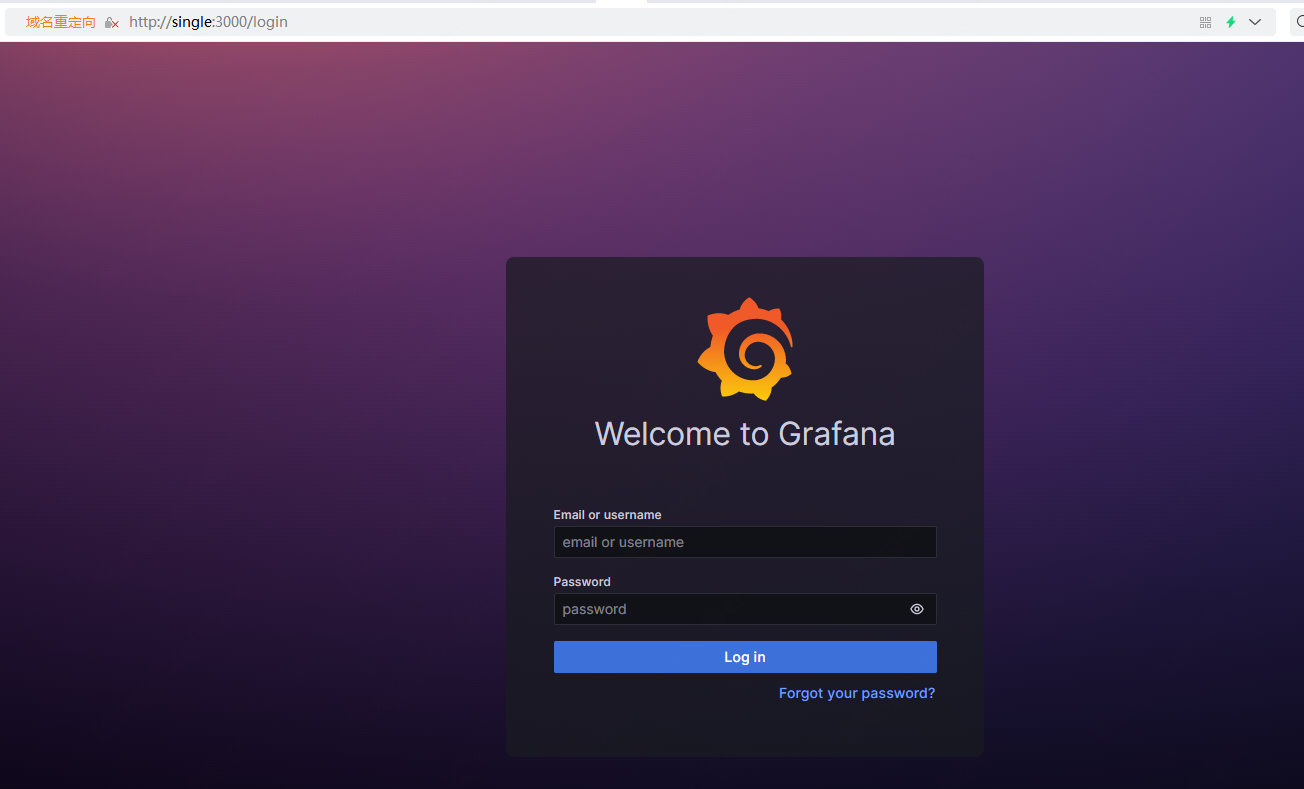 域名重定向 http://single:3000/login
Welcome to Grafana
Email or username
email or username
Password
password
Log in
Forgot your password?